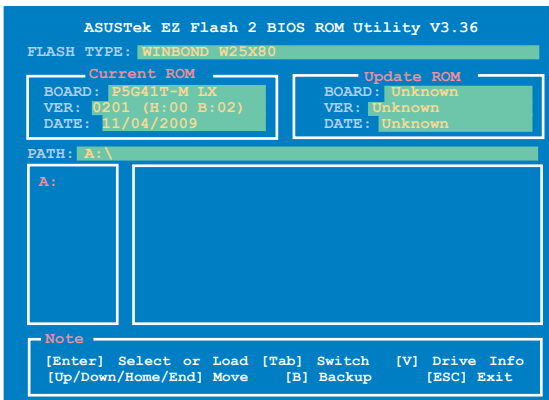 ASUSTek EZ Flash 2 BIOS ROM Utility V3.36
FLASH TYPE: WINBOND W25X80
Current ROM
BOARD: P5G41T-M LX
VER: 0201 (H:00 B:02)
DATE: 11/04/2009
Update ROM
BOARD: Unknown
VER: Unknown
DATE: Unknown
PATH: A:\
A:
Note
[Enter] Select or Load [Tab] Switch [V] Drive Info
[Up/Down/Home/End] Move [B] Backup [ESC] Exit